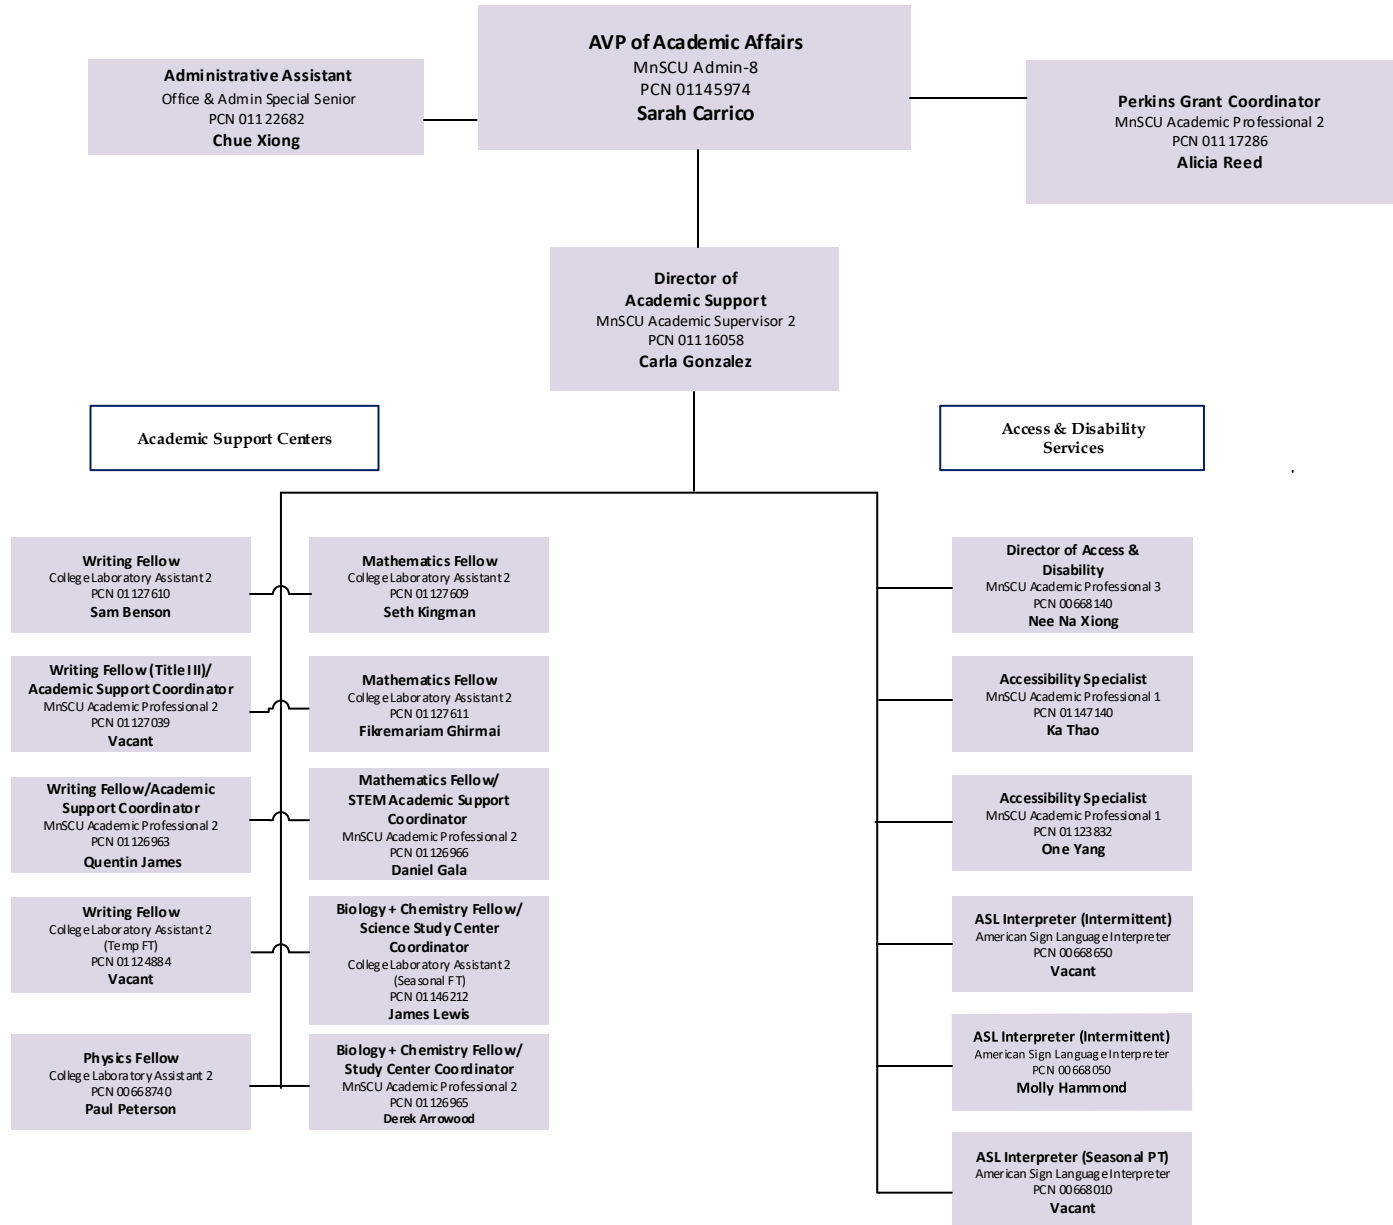 AVP of Academic Affairs
MnSCU Admin-8
PCN 01145974
Sarah Carrico
Administrative Assistant
Office & Admin Special Senior
PCN 01122682
Chue Xiong
Perkins Grant Coordinator
MnSCU Academic Professional 2
PCN 01117286
Alicia Reed
Director of
Academic Support
MnSCU Academic Supervisor 2
PCN 01116058
Carla Gonzalez
Academic Support Centers
Access & Disability
Services
.
Writing Fellow
College Laboratory Assistant 2
PCN 01127610
Sam Benson
Mathematics Fellow
College Laboratory Assistant 2
PCN 01127609
Seth Kingman
Writing Fellow (Title III)/
Academic Support Coordinator
MnSCU Academic Professional 2
PCN 01127039
Vacant
Mathematics Fellow
College Laboratory Assistant 2
PCN 01127611
Fikremariam Ghirmai
Writing Fellow/Academic
Support Coordinator
MnSCU Academic Professional 2
PCN 01126963
Quentin James
Mathematics Fellow/
STEM Academic Support
Coordinator
MnSCU Academic Professional 2
PCN 01126966
Daniel Gala
Writing Fellow
College Laboratory Assistant 2
(Temp FT)
PCN 01124884
Vacant
Biology + Chemistry Fellow/
Science Study Center
Coordinator
College Laboratory Assistant 2
(Seasonal FT)
PCN 01146212
James Lewis
Physics Fellow
College Laboratory Assistant 2
PCN 00668740
Paul Peterson
Biology + Chemistry Fellow/
Study Center Coordinator
MnSCU Academic Professional 2
PCN 01126965
Derek Arrowood
Director of Access &
Disability
MnSCU Academic Professional 3
PCN 00668140
Nee Na Xiong
Accessibility Specialist
MnSCU Academic Professional 1
PCN 01147140
Ka Thao
Accessibility Specialist
MnSCU Academic Professional 1
PCN 01123832
One Yang
ASL Interpreter (Intermittent)
American Sign Language Interpreter
PCN 00668650
Vacant
ASL Interpreter (Intermittent)
American Sign Language Interpreter
PCN 00668050
Molly Hammond
ASL Interpreter (Seasonal PT)
American Sign Language Interpreter
PCN 00668010
Vacant